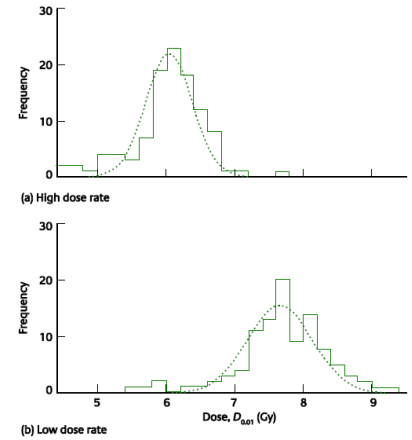 30
20
10
0
Frequency
(a) High dose rate
30
20
10
0
Frequency
5 6 7 8 9
Dose, D0.01 (Gy)
(b) Low dose rate